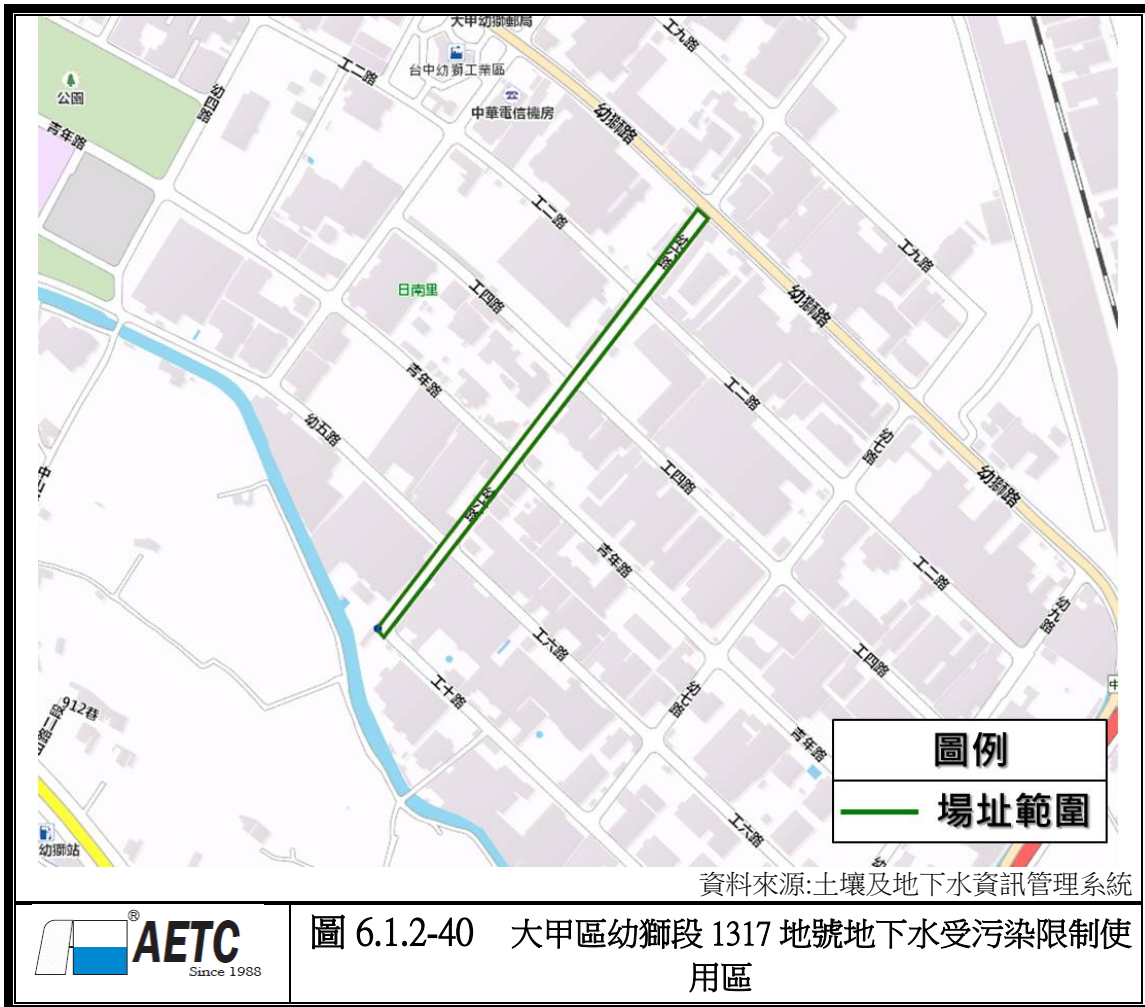 大甲幼獅郵局
工九路
工二路
台中幼獅工業區
公園
幼四路
中華電信機房
幼獅路
青年路
工二路
幼六路
工九路
日南里
工四路
幼獅路
青年路
工二路
幼五路
幼七路
工四路
幼獅路
中
幼六路
青年路
工二路
幼九路
工六路
工四路
工十路
中
912巷
幼七路
青年路
圖例
場址範圍
工六路
幼獅站
資料來源:土壤及地下水資訊管理系統
®
AETC
Since 1988
圖 6.1.2-40 大甲區幼獅段 1317 地號地下水受污染限制使
用區